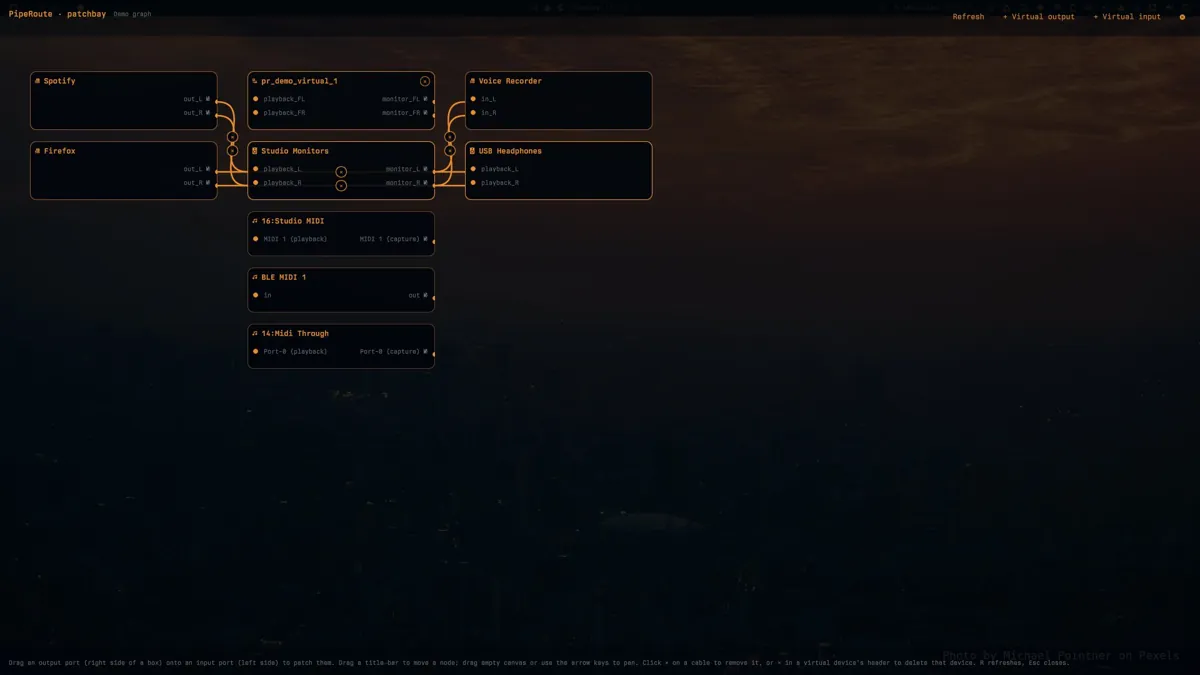 PipeRoute · patchbay Demo graph
Refresh + Virtual output + Virtual input
Spotify
out_L
out_R
pr_demo_virtual_1
playback_FL monitor_FL
playback_FR monitor_FR
Voice Recorder
in_L
in_R
Firefox
out_L
out_R
Studio Monitors
playback_L monitor_L
playback_R monitor_R
USB Headphones
playback_L
playback_R
16:Studio MIDI
MIDI 1 (playback) MIDI 1 (capture)
BLE MIDI 1
in out
14:Midi Through
Port-0 (playback) Port-0 (capture)
Drag an output port (right side of a box) onto an input port (left side) to patch them. Drag a title-bar to move a node; drag empty canvas or use the arrow keys to pan. Click × on a cable to remove it, or × in a virtual device's header to delete that device. R refreshes, Esc closes.
Photo by Michael Pointner on Pexels